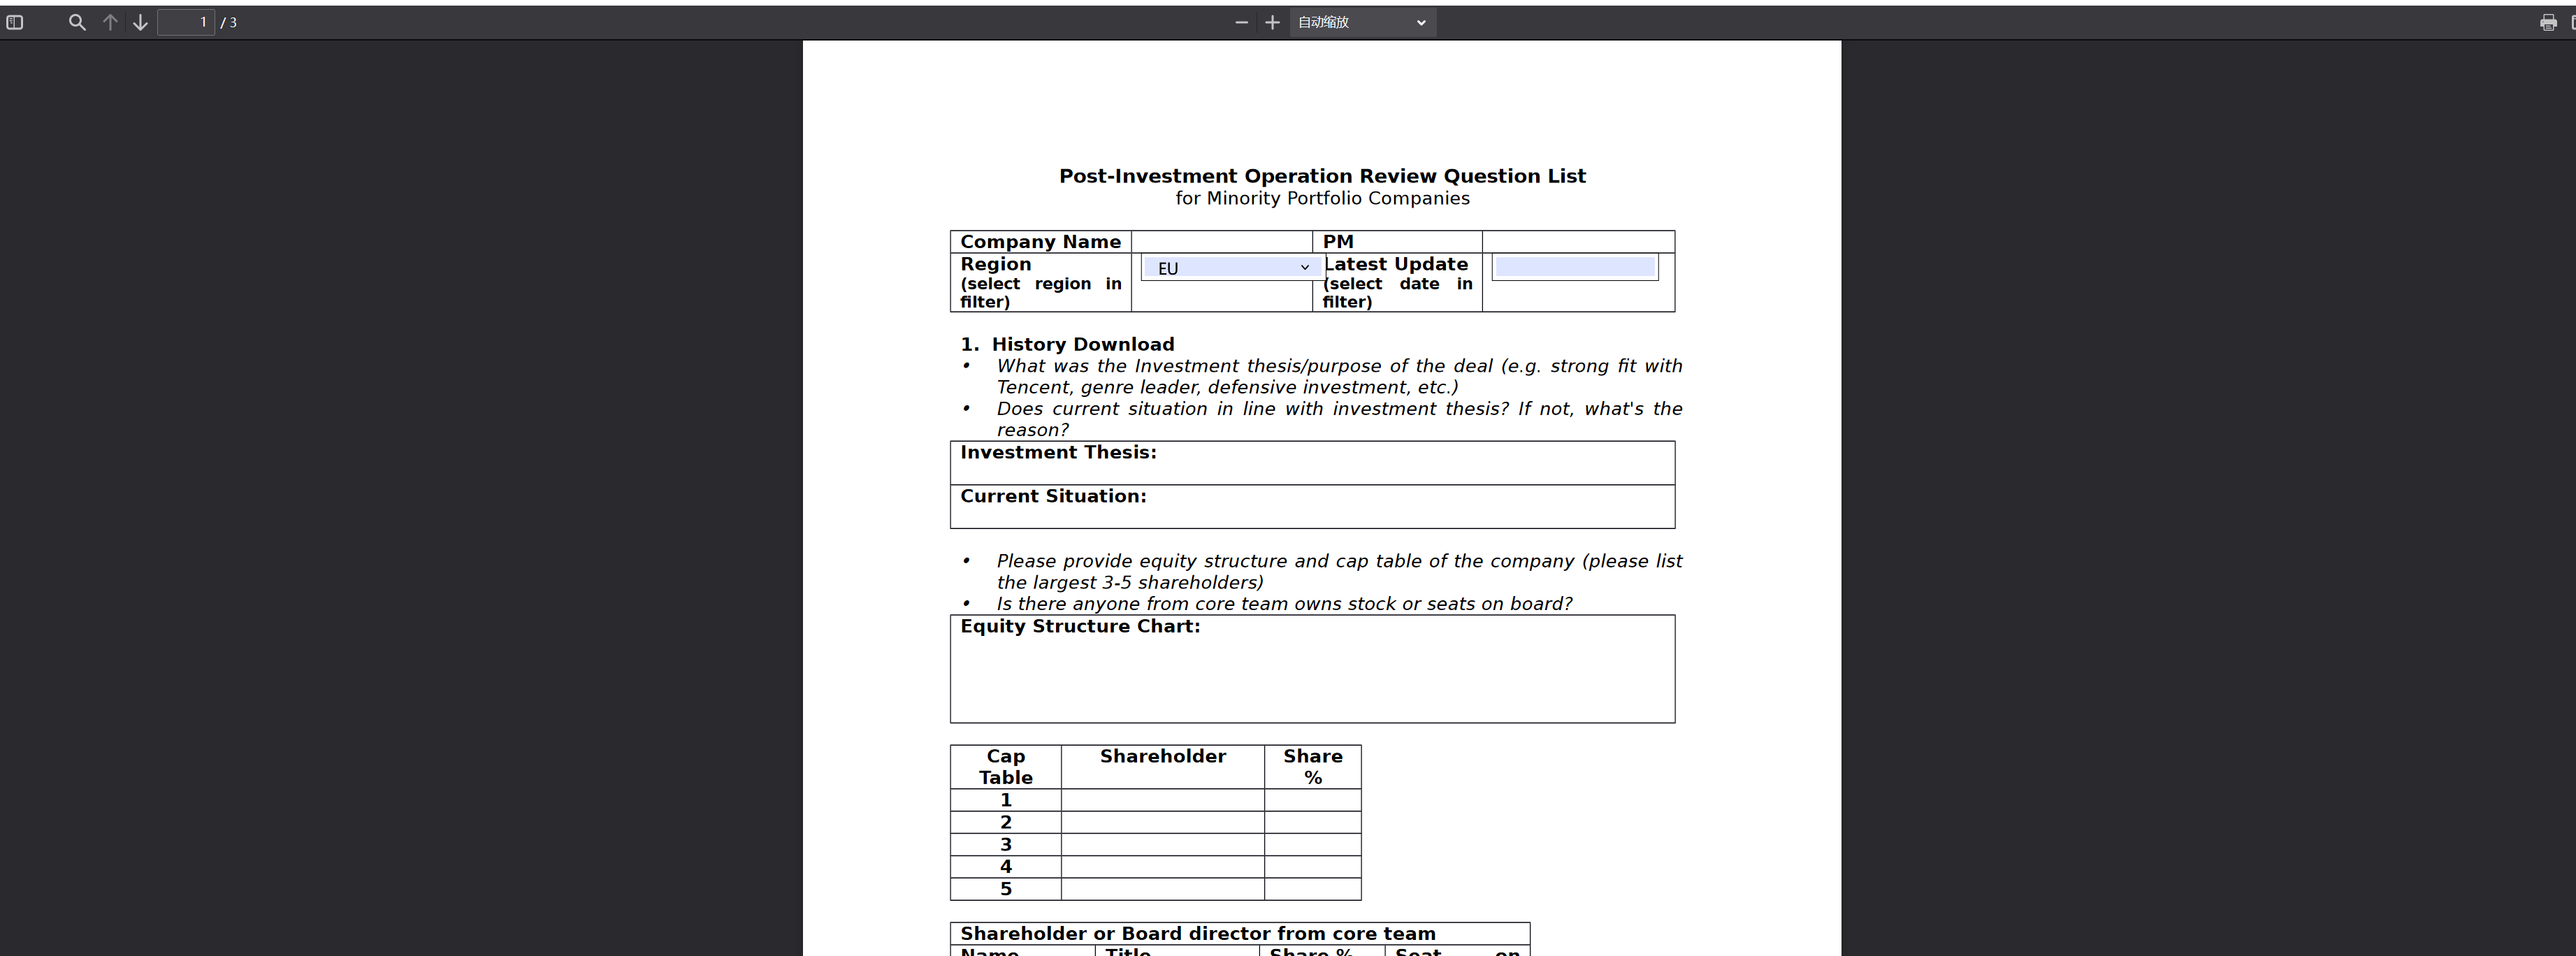 1 / 3 自动缩放
Post-Investment Operation Review Question List
for Minority Portfolio Companies
Company Name PM
Region EU Latest Update
(select region in (select date in
filter) filter)
1. History Download
• What was the Investment thesis/purpose of the deal (e.g. strong fit with
Tencent, genre leader, defensive investment, etc.)
• Does current situation in line with investment thesis? If not, what's the
reason?
Investment Thesis:
Current Situation:
• Please provide equity structure and cap table of the company (please list
the largest 3-5 shareholders)
• Is there anyone from core team owns stock or seats on board?
Equity Structure Chart:
Cap Shareholder Share
Table %
1
2
3
4
5
Shareholder or Board director from core team
Name Title Share % Seat on